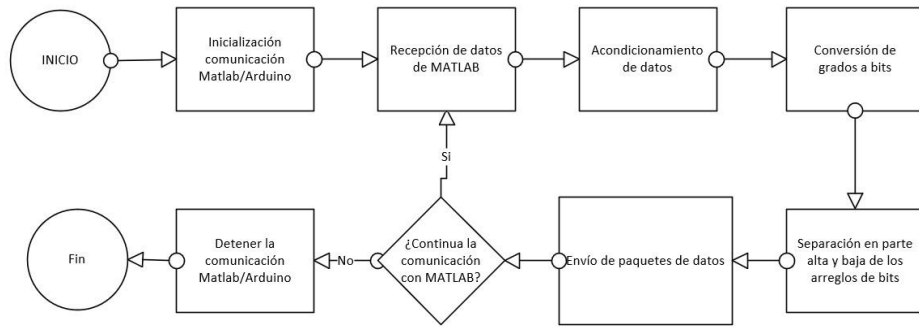 INICIO
Inicialización
comunicación
Matlab/Arduino
Recepción de datos
de MATLAB
Acondicionamiento
de datos
Conversión de
grados a bits
Si
Fin
Detener la
comunicación
Matlab/Arduino
No
¿Continua la
comunicación
con MATLAB?
Envío de paquetes de datos
Separación en parte
alta y baja de los
arreglos de bits